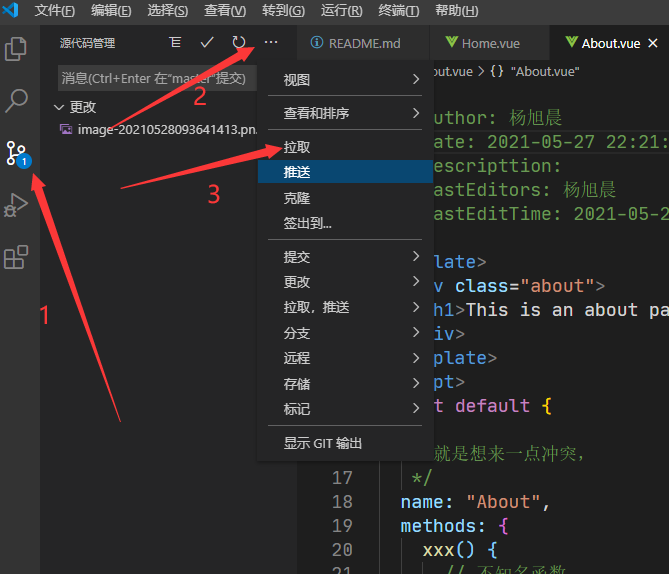 文件(F) 编辑(E) 选择(S) 查看(V) 转到(G) 运行(R) 终端(T) 帮助(H)
源代码管理
README.md
Home.vue
About.vue
消息(Ctrl+Enter 在"master"提交)
更改
image-20210528093641413.pn.
1
1
2
3
视图
查看和排序
拉取
推送
克隆
签出到...
提交
更改
拉取, 推送
分支
远程
存储
标记
显示 GIT 输出
out.vue > {} "About.vue"
uthor: 杨旭晨
ate: 2021-05-27 22:21:
escripttion:
astEditors: 杨旭晨
astEditTime: 2021-05-2
late>
v class="about">
h1>This is an about pa
iv>
plate>
pt>
t default {
就是想来一点冲突,
17 */
18 name: "About",
19 methods: {
20 xxx() {
21 // 不知名函数